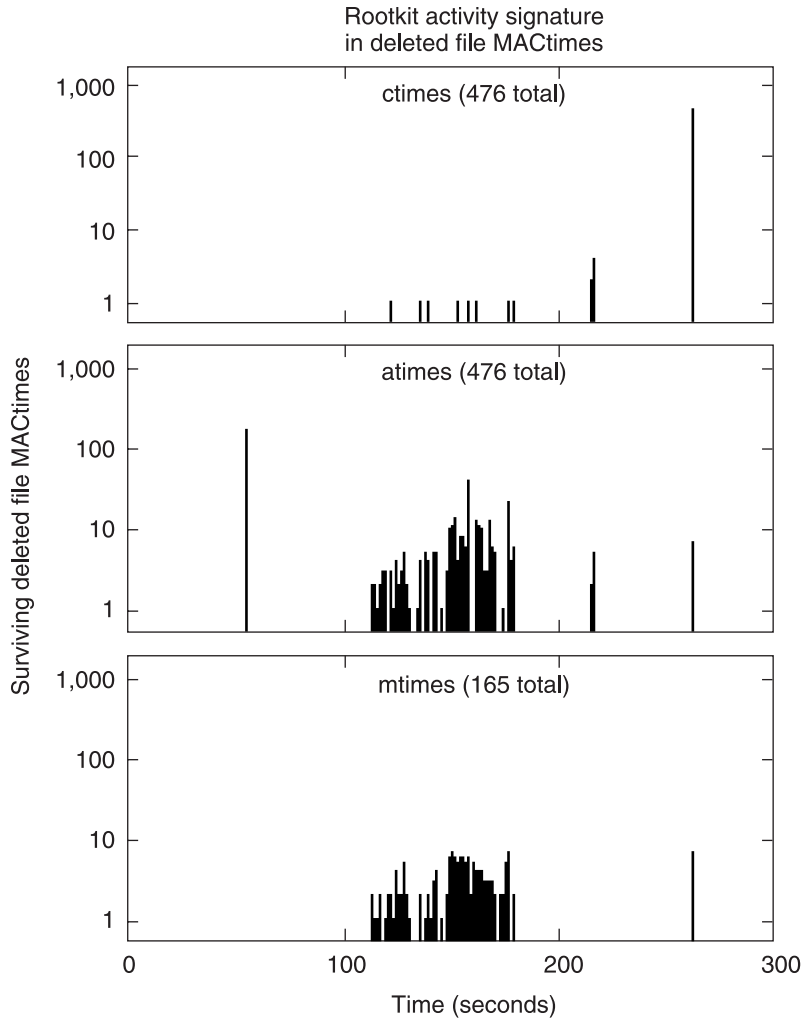 Rootkit activity signature
in deleted file MACtimes
ctimes (476 total)
1,000
100
10
1
atimes (476 total)
1,000
100
10
1
mtimes (165 total)
1,000
100
10
1
0 100 200 300
Time (seconds)
Surviving deleted file MACtimes